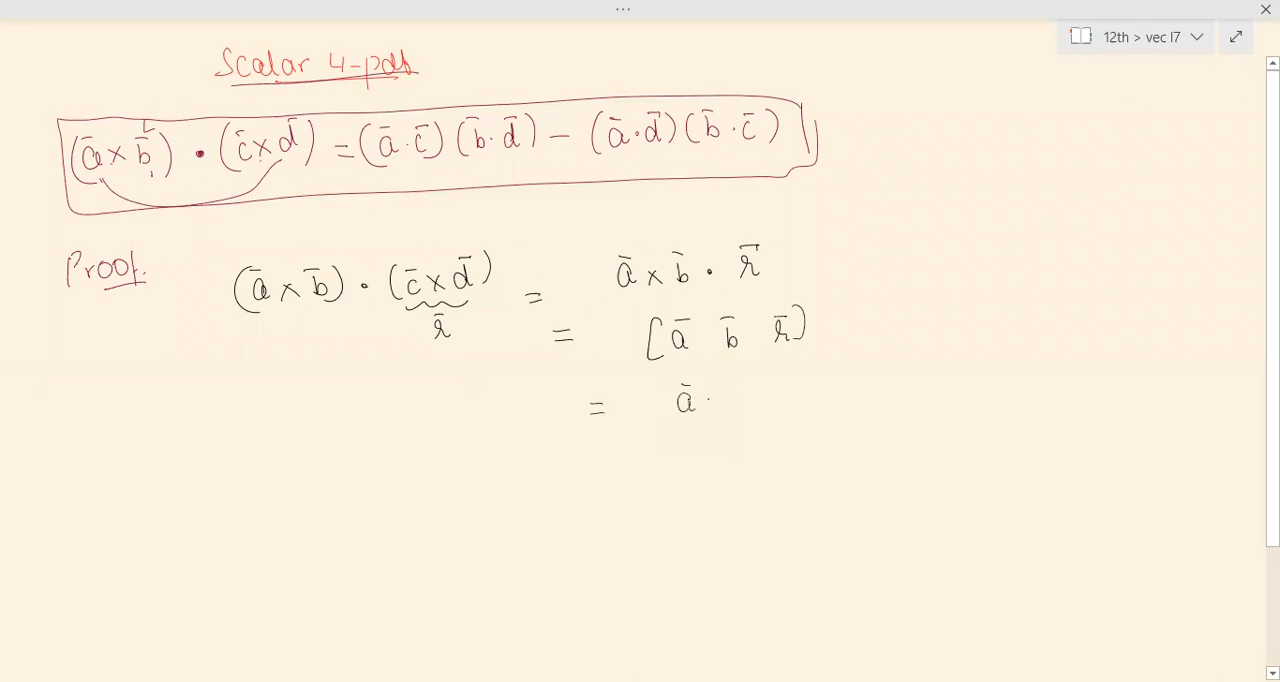 12th > vec l7
Scalar 4-pdt
(ā × b̄) · (c̄ × d̄) = (ā · c̄) (b̄ · d̄) − (ā · d̄) (b̄ · c̄)
Proof.
(ā × b̄) · (c̄ × d̄) = ā × b̄ · r̄
r̄
= [ā b̄ r̄]
= ā ·